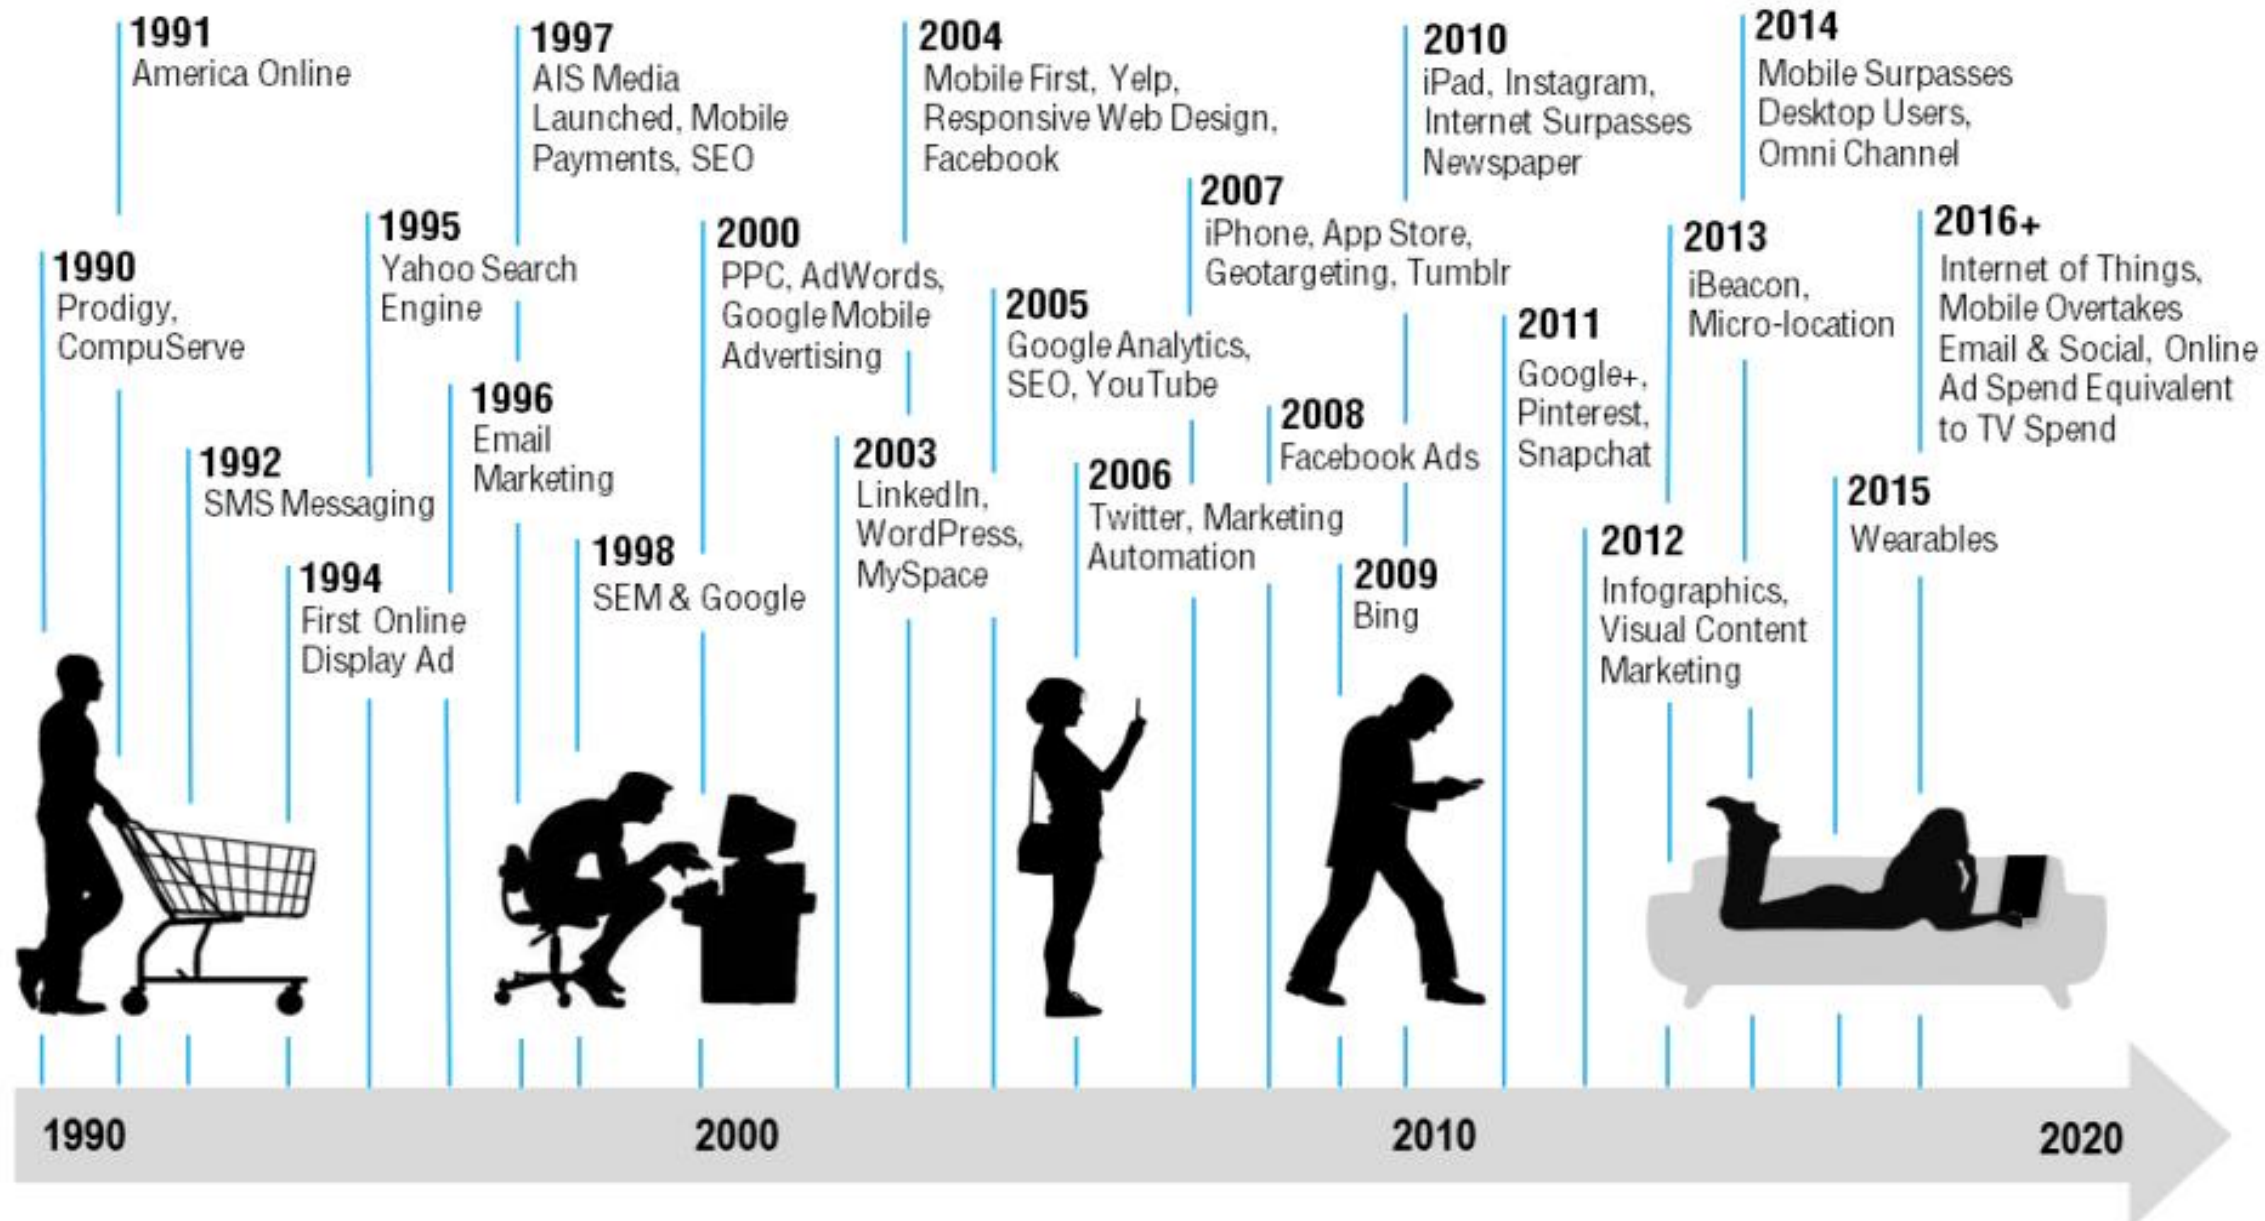 1991
America Online
1997
AIS Media
Launched, Mobile
Payments, SEO
2004
Mobile First, Yelp,
Responsive Web Design,
Facebook
2010
iPad, Instagram,
Internet Surpasses
Newspaper
2014
Mobile Surpasses
Desktop Users,
Omni Channel
1990
Prodigy,
CompuServe
1995
Yahoo Search
Engine
2000
PPC, AdWords,
Google Mobile
Advertising
2007
iPhone, App Store,
Geotargeting, Tumblr
2013
iBeacon,
Micro-location
2016+
Internet of Things,
Mobile Overtakes
Email & Social, Online
Ad Spend Equivalent
to TV Spend
1992
SMS Messaging
1996
Email
Marketing
2005
Google Analytics,
SEO, YouTube
2011
Google+,
Pinterest,
Snapchat
2003
LinkedIn,
WordPress,
MySpace
2006
Twitter, Marketing
Automation
2008
Facebook Ads
2015
Wearables
1994
First Online
Display Ad
1998
SEM & Google
2009
Bing
2012
Infographics,
Visual Content
Marketing
1990
2000
2010
2020